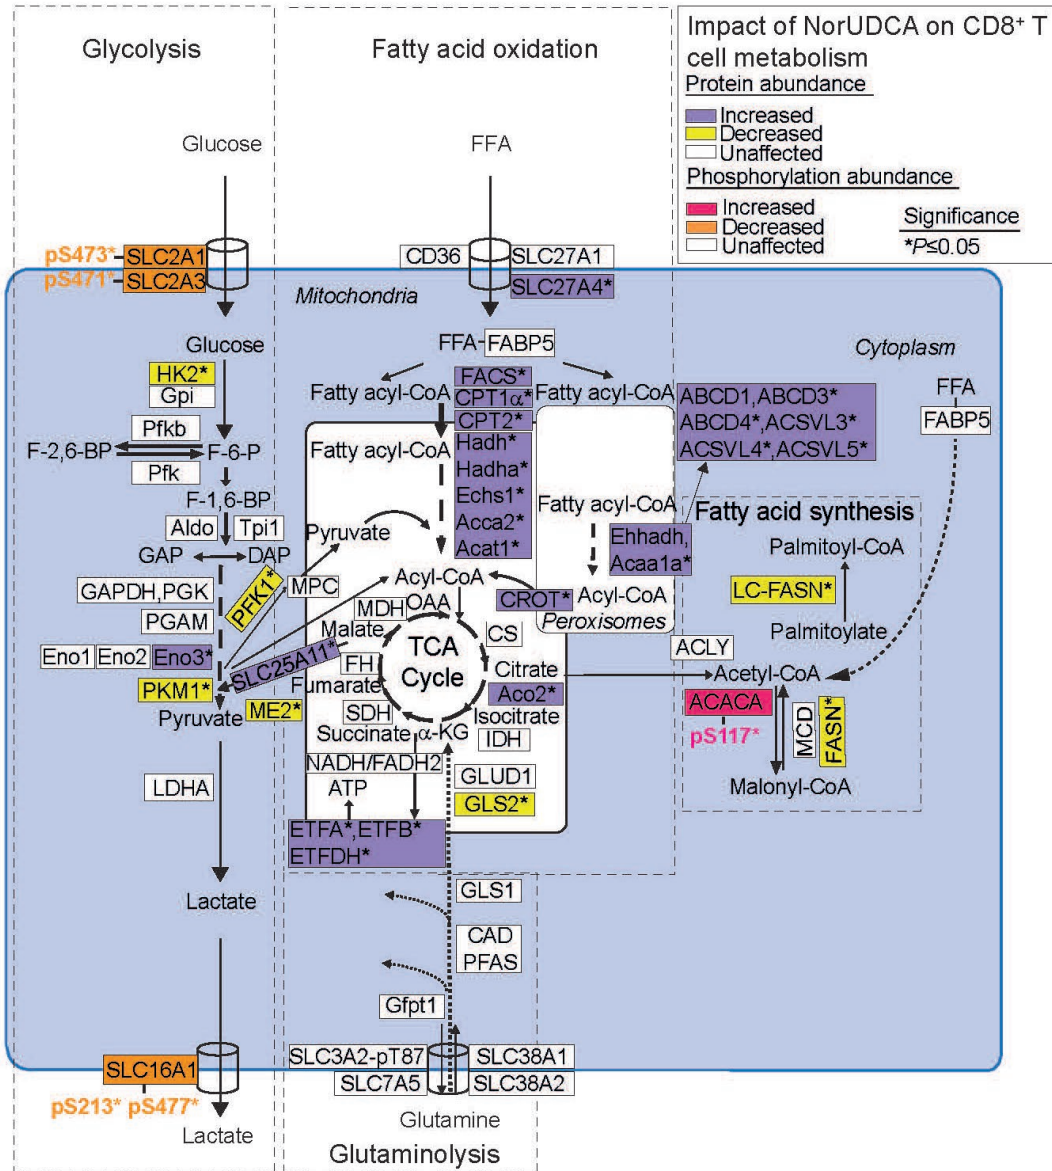 Glycolysis
Fatty acid oxidation
Impact of NorUDCA on CD8⁺ T
cell metabolism
Protein abundance
Increased
Decreased
Unaffected
Phosphorylation abundance
Increased
Decreased
Unaffected
Significance
*P≤0.05
Glucose
FFA
pS473*
SLC2A1
pS471*
SLC2A3
CD36
SLC27A1
SLC27A4*
Mitochondria
Cytoplasm
Glucose
HK2*
Gpi
Pfkb
F-2,6-BP
F-6-P
Pfk
F-1,6-BP
Aldo
Tpi1
GAP
DAP
GAPDH,PGK
PFK1*
MPC
PGAM
Eno1
Eno2
Eno3*
SLC25A11*
PKM1*
ME2*
Pyruvate
LDHA
Lactate
SLC16A1
pS213* pS477*
Lactate
FFA-FABP5
Fatty acyl-CoA
FACS*
CPT1α*
CPT2*
Fatty acyl-CoA
Fatty acyl-CoA
Hadh*
Hadha*
Echs1*
Acca2*
Acat1*
Pyruvate
Acyl-CoA
OAA
MDH
Malate
FH
Fumarate
SDH
Succinate
α-KG
TCA
Cycle
CS
Citrate
Aco2*
Isocitrate
IDH
NADH/FADH2
ATP
GLUD1
GLS2*
ETFA*,ETFB*
ETFDH*
Fatty acyl-CoA
Ehhadh,
Acaa1a*
CROT*
Acyl-CoA
Peroxisomes
ABCD1,ABCD3*
ABCD4*,ACSVL3*
ACSVL4*,ACSVL5*
FFA
FABP5
Fatty acid synthesis
Palmitoyl-CoA
LC-FASN*
Palmitoylate
ACLY
Acetyl-CoA
ACACA
pS117*
MCD
FASN*
Malonyl-CoA
GLS1
CAD
PFAS
Gfpt1
SLC3A2-pT87
SLC38A1
SLC7A5
SLC38A2
Glutamine
Glutaminolysis